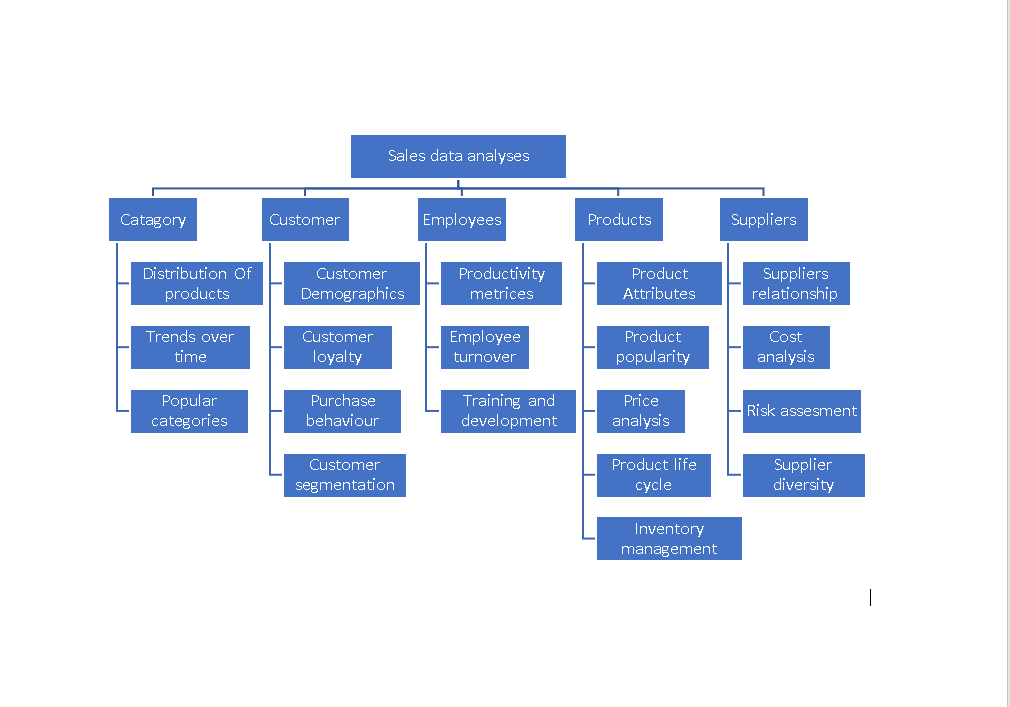 Sales data analyses
Catagory
Customer
Employees
Products
Suppliers
Distribution Of
products
Trends over
time
Popular
categories
Customer
Demographics
Customer
loyalty
Purchase
behaviour
Customer
segmentation
Productivity
metrices
Employee
turnover
Training and
development
Product
Attributes
Product
popularity
Price
analysis
Product life
cycle
Inventory
management
Suppliers
relationship
Cost
analysis
Risk assesment
Supplier
diversity